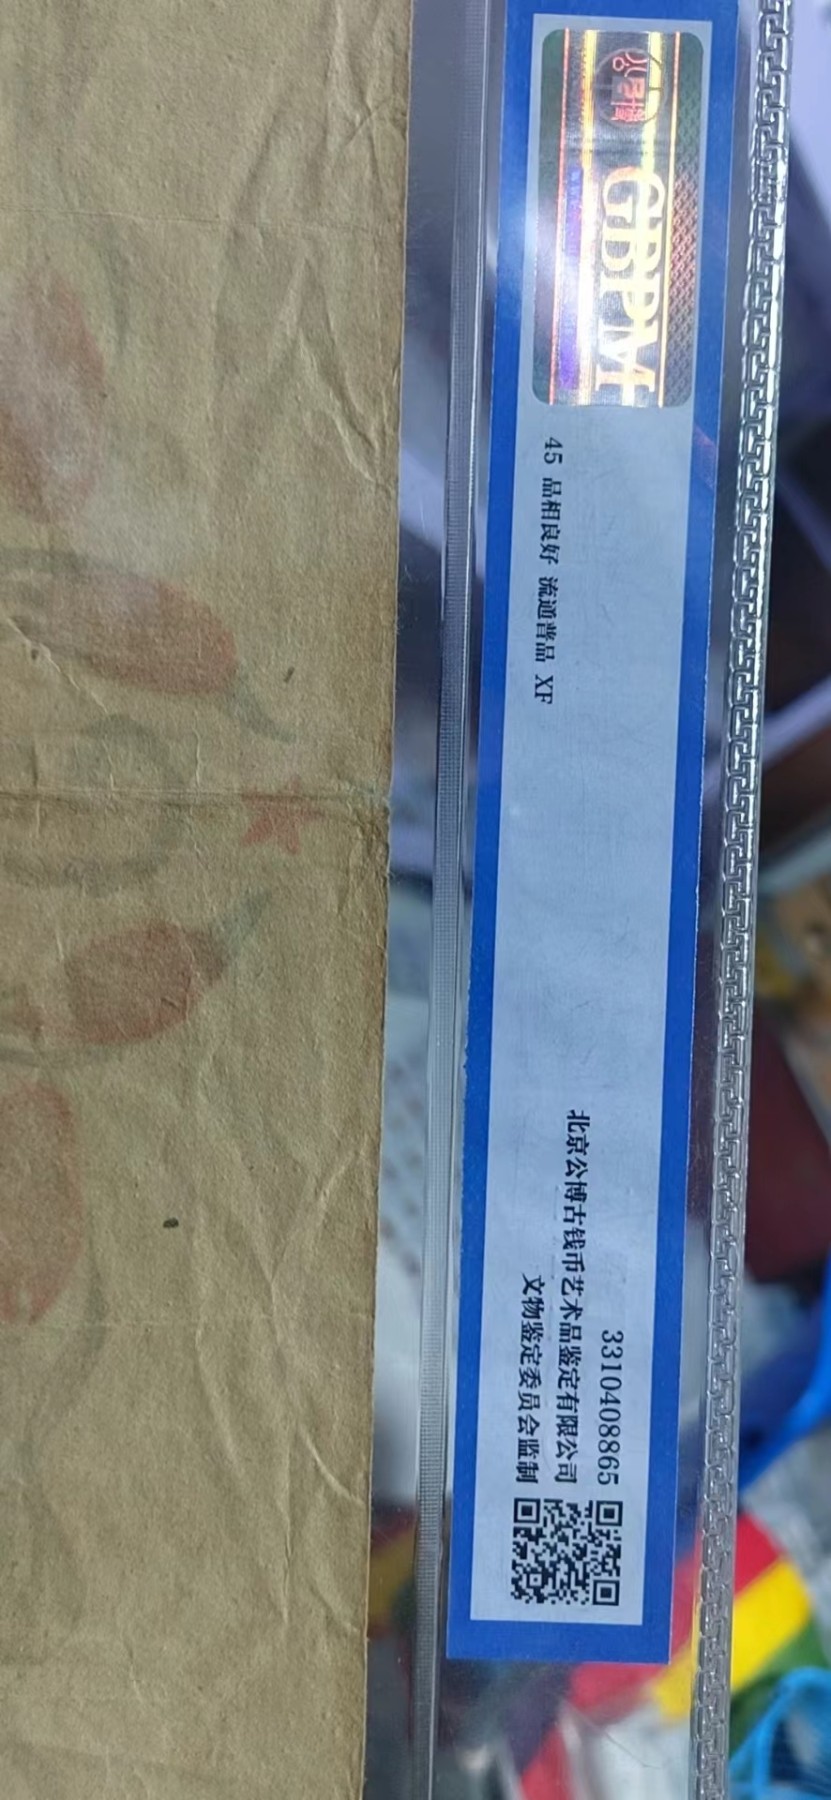 GBPM
45 品相良好 流通普品 XF
3310408865
北京公博古钱币艺术品鉴定有限公司
文物鉴定委员会监制